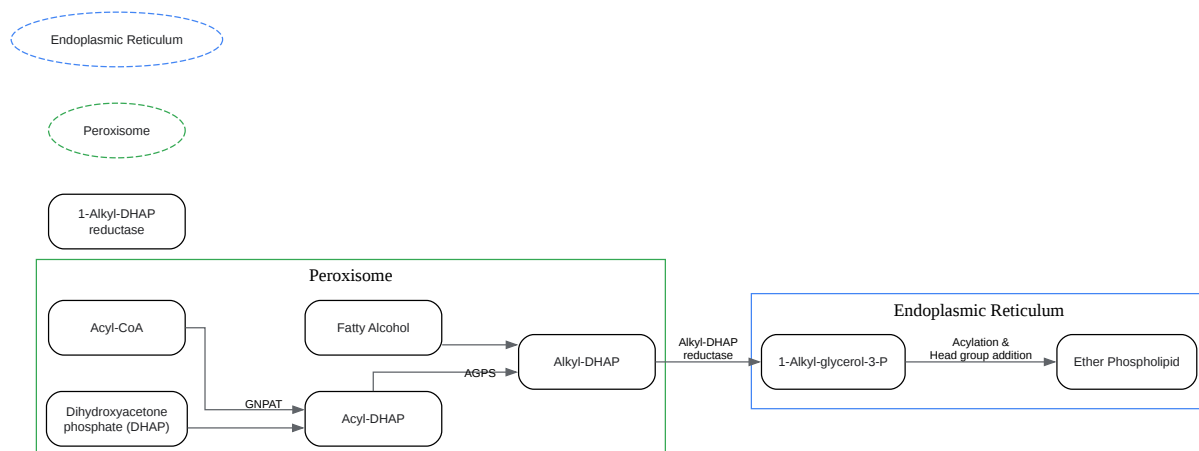 Endoplasmic Reticulum
Peroxisome
1-Alkyl-DHAP
reductase
Peroxisome
Acyl-CoA
Fatty Alcohol
Endoplasmic Reticulum
Alkyl-DHAP
Alkyl-DHAP
reductase
1-Alkyl-glycerol-3-P
Acylation &
Head group addition
Ether Phospholipid
AGPS
GNPAT
Dihydroxyacetone
phosphate (DHAP)
Acyl-DHAP